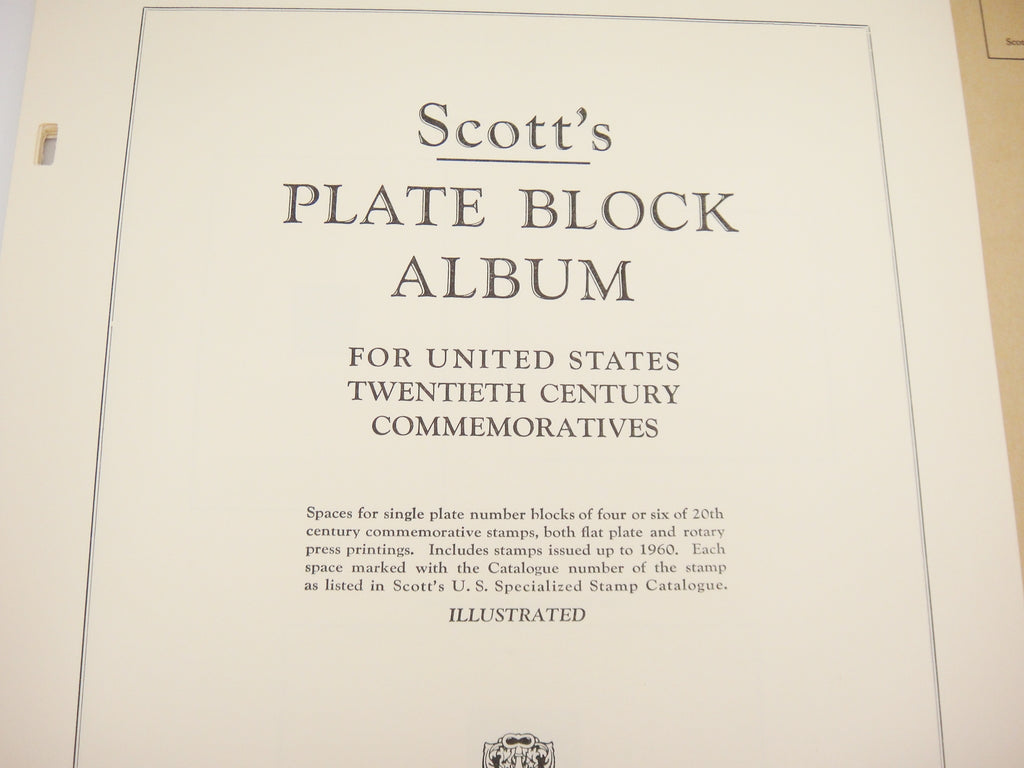 Scott's
PLATE BLOCK
ALBUM
FOR UNITED STATES
TWENTIETH CENTURY
COMMEMORATIVES
Spaces for single plate number blocks of four or six of 20th
century commemorative stamps, both flat plate and rotary
press printings. Includes stamps issued up to 1960. Each
space marked with the Catalogue number of the stamp
as listed in Scott's U. S. Specialized Stamp Catalogue.
ILLUSTRATED